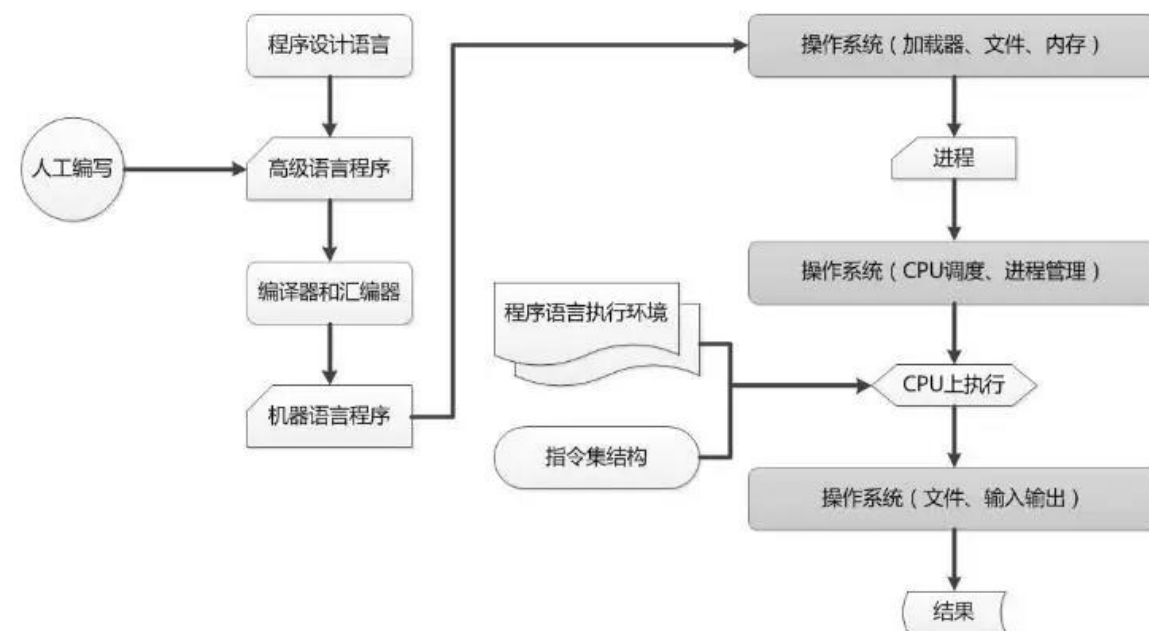 程序设计语言
人工编写
高级语言程序
编译器和汇编器
机器语言程序
操作系统（加载器、文件、内存）
进程
操作系统（CPU调度、进程管理）
程序语言执行环境
指令集结构
CPU上执行
操作系统（文件、输入输出）
结果